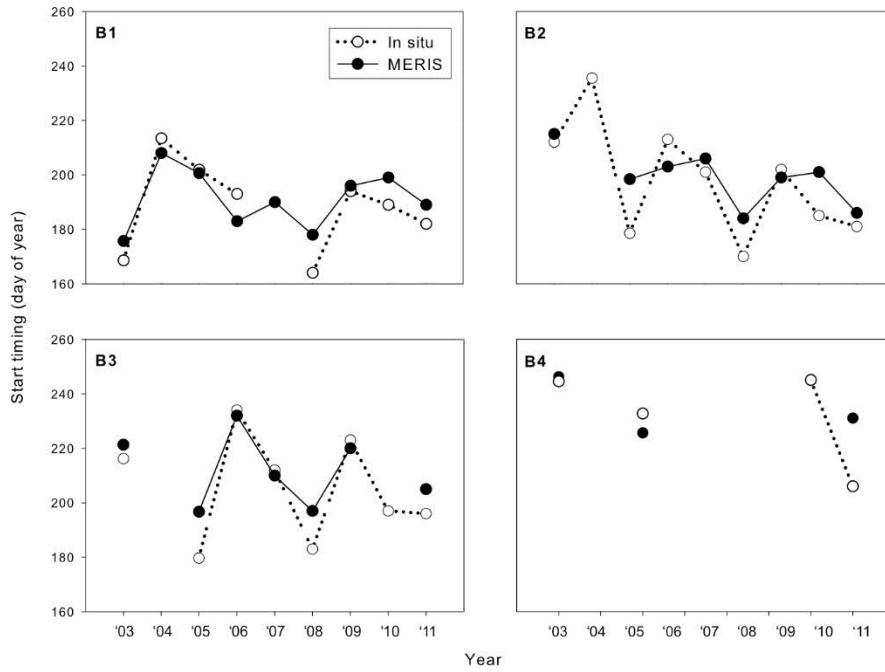 B1
In situ
MERIS
260
240
220
200
180
160
B2
Start timing (day of year)
B3
260
240
220
200
180
160
'03 '04 '05 '06 '07 '08 '09 '10 '11
B4
'03 '04 '05 '06 '07 '08 '09 '10 '11
Year